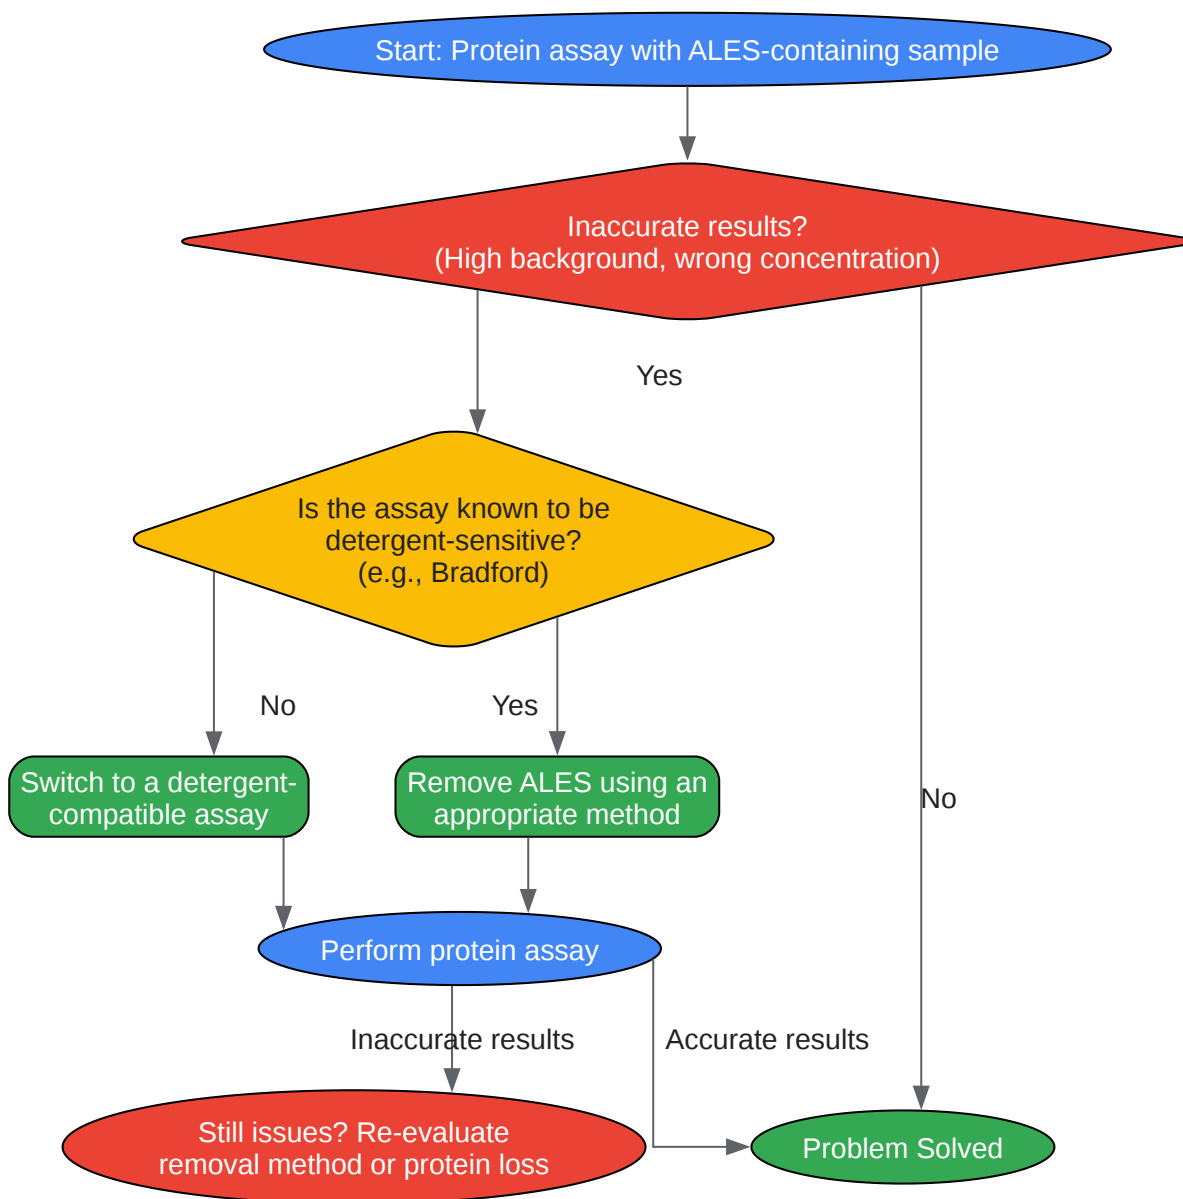 Start: Protein assay with ALES-containing sample
Inaccurate results?
(High background, wrong concentration)
Yes
Is the assay known to be
detergent-sensitive?
(e.g., Bradford)
No
Yes
Switch to a detergent-
compatible assay
Remove ALES using an
appropriate method
No
Perform protein assay
Inaccurate results
Accurate results
Still issues? Re-evaluate
removal method or protein loss
Problem Solved